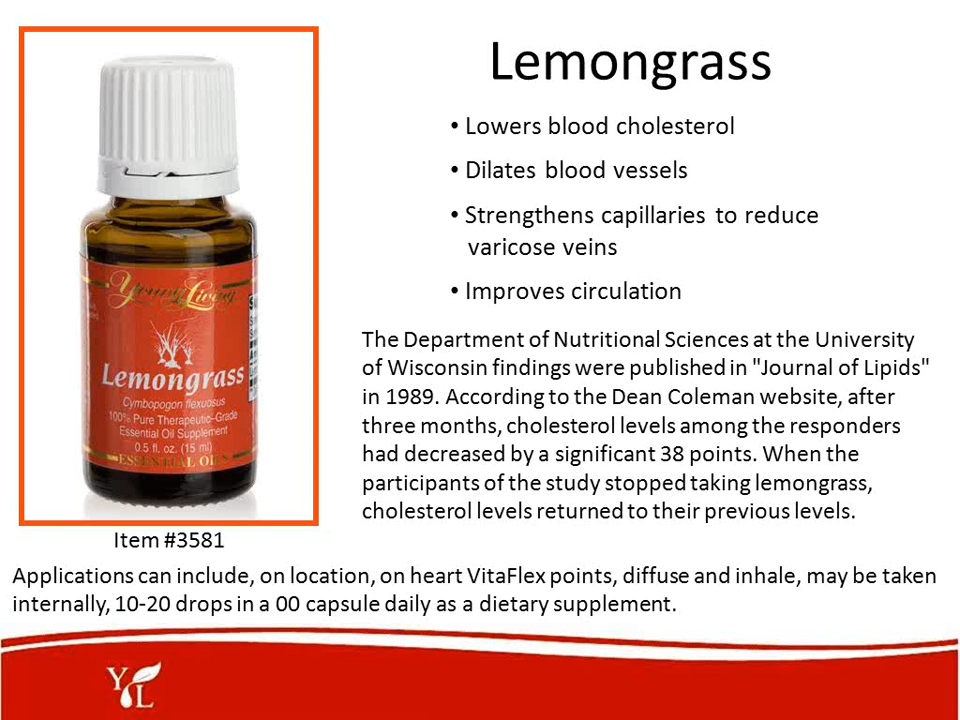 Lemongrass
• Lowers blood cholesterol
• Dilates blood vessels
• Strengthens capillaries to reduce
varicose veins
• Improves circulation
The Department of Nutritional Sciences at the University
of Wisconsin findings were published in "Journal of Lipids"
in 1989. According to the Dean Coleman website, after
three months, cholesterol levels among the responders
had decreased by a significant 38 points. When the
participants of the study stopped taking lemongrass,
cholesterol levels returned to their previous levels.
Young Living
Lemongrass
Cymbopogon flexuosus
100% Pure Therapeutic-Grade
Essential Oil Supplement
0.5 fl. oz. (15 ml)
ESSENTIAL OILS
Item #3581
Applications can include, on location, on heart VitaFlex points, diffuse and inhale, may be taken
internally, 10-20 drops in a 00 capsule daily as a dietary supplement.
Y L